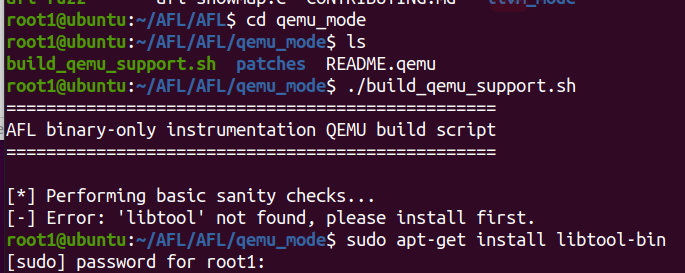 afl-fuzz afl-showmap.c CONTRIBUTING.md llvm_mode
root1@ubuntu:~/AFL/AFL$ cd qemu_mode
root1@ubuntu:~/AFL/AFL/qemu_mode$ ls
build_qemu_support.sh patches README.qemu
root1@ubuntu:~/AFL/AFL/qemu_mode$ ./build_qemu_support.sh
=================================================
AFL binary-only instrumentation QEMU build script
=================================================
[*] Performing basic sanity checks...
[-] Error: 'libtool' not found, please install first.
root1@ubuntu:~/AFL/AFL/qemu_mode$ sudo apt-get install libtool-bin
[sudo] password for root1: